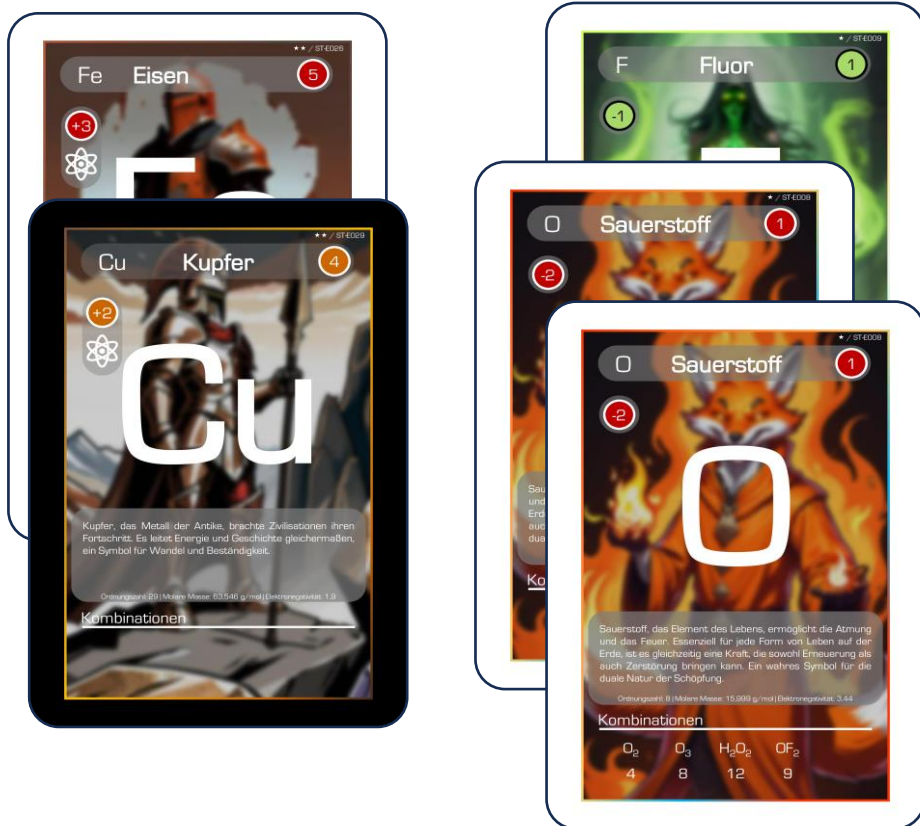 ★★ / ST-E026
Fe Eisen 5
+3
★★ / ST-E029
Cu Kupfer 4
+2
Cu
Kupfer, das Metall der Antike, brachte Zivilisationen ihren
Fortschritt. Es leitet Energie und Geschichte gleichermaßen,
ein Symbol für Wandel und Beständigkeit.
Ordnungszahl: 29 | Molare Masse: 63,546 g/mol | Elektronegativität: 1,9
Kombinationen
★ / ST-E009
F Fluor 1
-1
★ / ST-E008
O Sauerstoff 1
-2
★ / ST-E008
O Sauerstoff 1
-2
O
Sauerstoff, das Element des Lebens, ermöglicht die Atmung
und das Feuer. Essenziell für jede Form von Leben auf der
Erde, ist es gleichzeitig eine Kraft, die sowohl Erneuerung als
auch Zerstörung bringen kann. Ein wahres Symbol für die
duale Natur der Schöpfung.
Ordnungszahl: 8 | Molare Masse: 15,999 g/mol | Elektronegativität: 3,44
Kombinationen
O₂ O₃ H₂O₂ OF₂
4 8 12 9